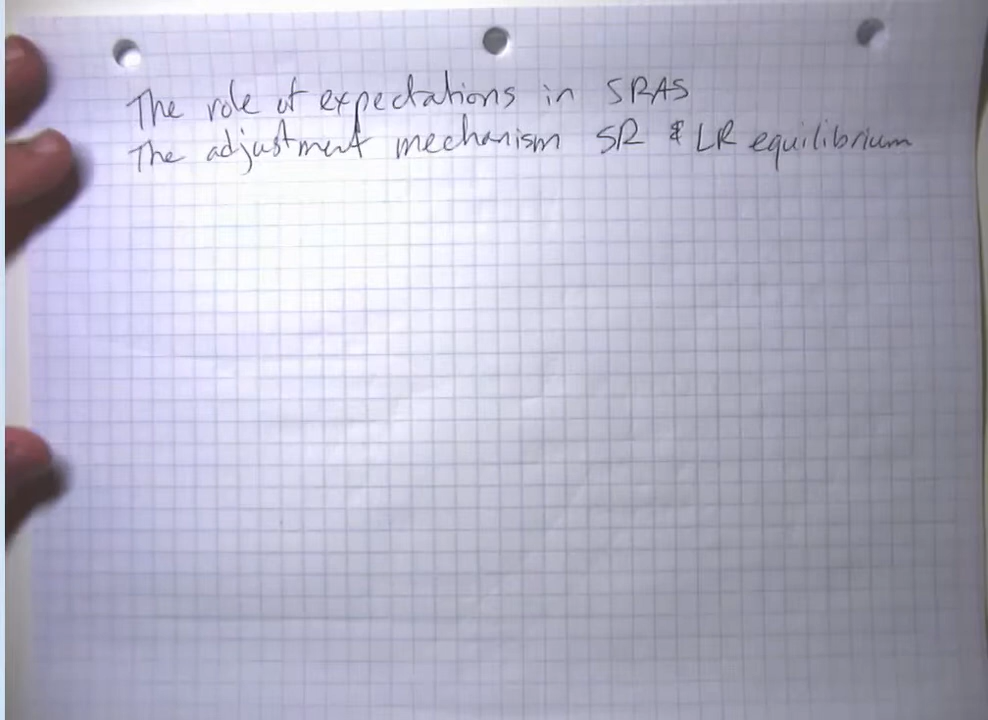 The role of expectations in SRAS
The adjustment mechanism SR & LR equilibrium